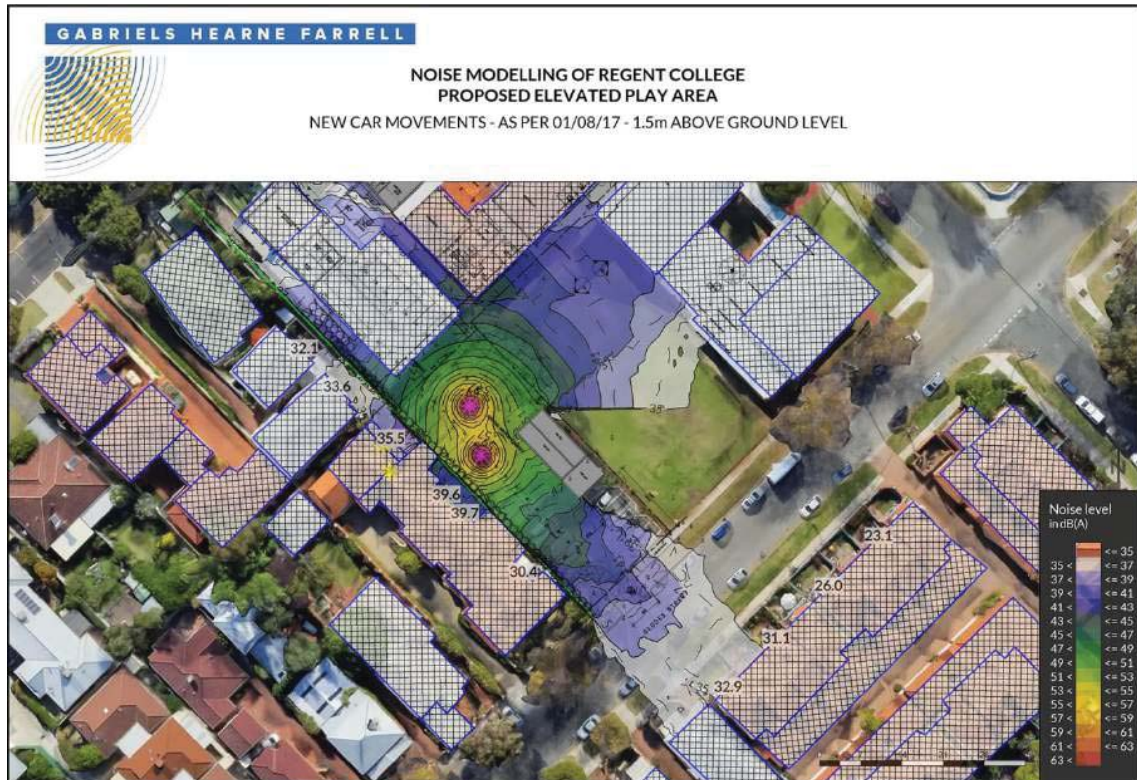 GABRIELS HEARNE FARRELL
NOISE MODELLING OF REGENT COLLEGE
PROPOSED ELEVATED PLAY AREA
NEW CAR MOVEMENTS - AS PER 01/08/17 - 1.5m ABOVE GROUND LEVEL
32.1
33.6
35.5
35
39.6
39.7
30.4
23.1
26.0
31.1
35
32.9
Noise level
in dB(A)
<= 35
35 < <= 37
37 < <= 39
39 < <= 41
41 < <= 43
43 < <= 45
45 < <= 47
47 < <= 49
49 < <= 51
51 < <= 53
53 < <= 55
55 < <= 57
57 < <= 59
59 < <= 61
61 < <= 63
63 <